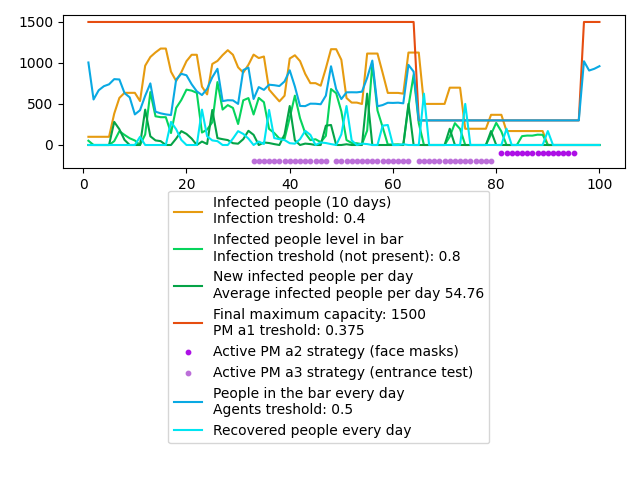 1500
1000
500
0
0
20
40
60
80
100
Infected people (10 days)
Infection treshold: 0.4
Infected people level in bar
Infection treshold (not present): 0.8
New infected people per day
Average infected people per day 54.76
Final maximum capacity: 1500
PM a1 treshold: 0.375
Active PM a2 strategy (face masks)
Active PM a3 strategy (entrance test)
People in the bar every day
Agents treshold: 0.5
Recovered people every day